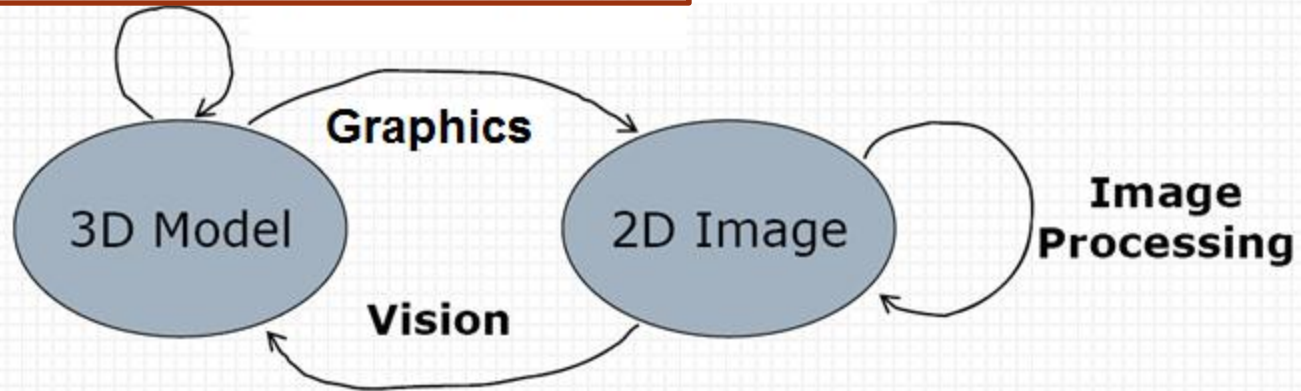 Graphics
3D Model
2D Image
Image
Processing
Vision